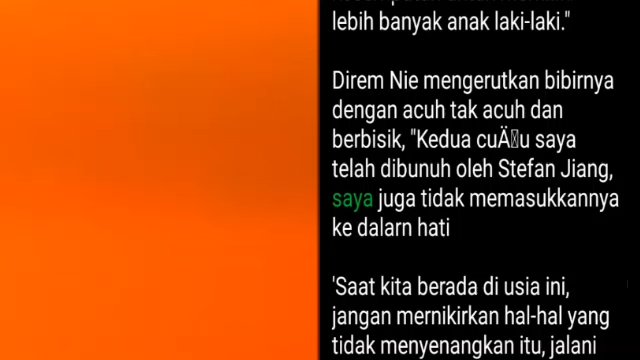 lebih banyak anak laki-laki."
Direm Nie mengerutkan bibirnya
dengan acuh tak acuh dan
berbisik, "Kedua cuÄu saya
telah dibunuh oleh Stefan Jiang,
saya juga tidak memasukkannya
ke dalarn hati
'Saat kita berada di usia ini,
jangan mernikirkan hal-hal yang
tidak menyenangkan itu, jalani